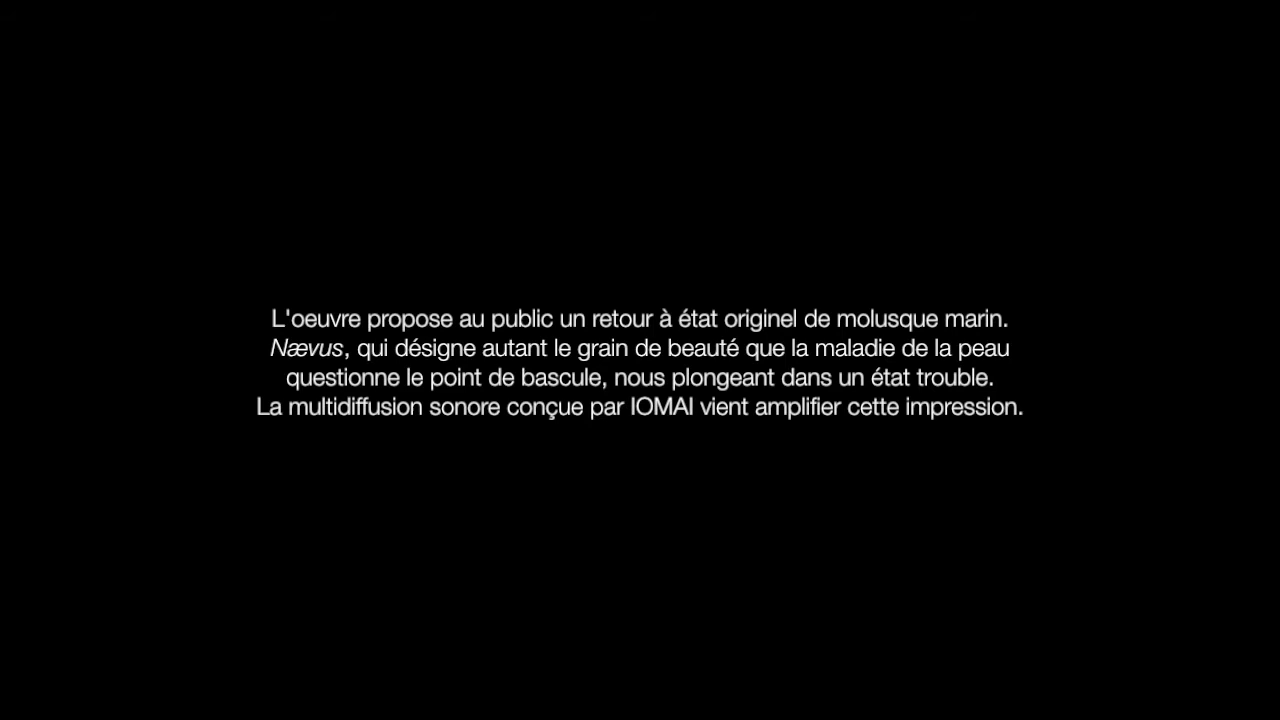 L'oeuvre propose au public un retour à état originel de molusque marin.
Nævus, qui désigne autant le grain de beauté que la maladie de la peau
questionne le point de bascule, nous plongeant dans un état trouble.
La multidiffusion sonore conçue par IOMAI vient amplifier cette impression.